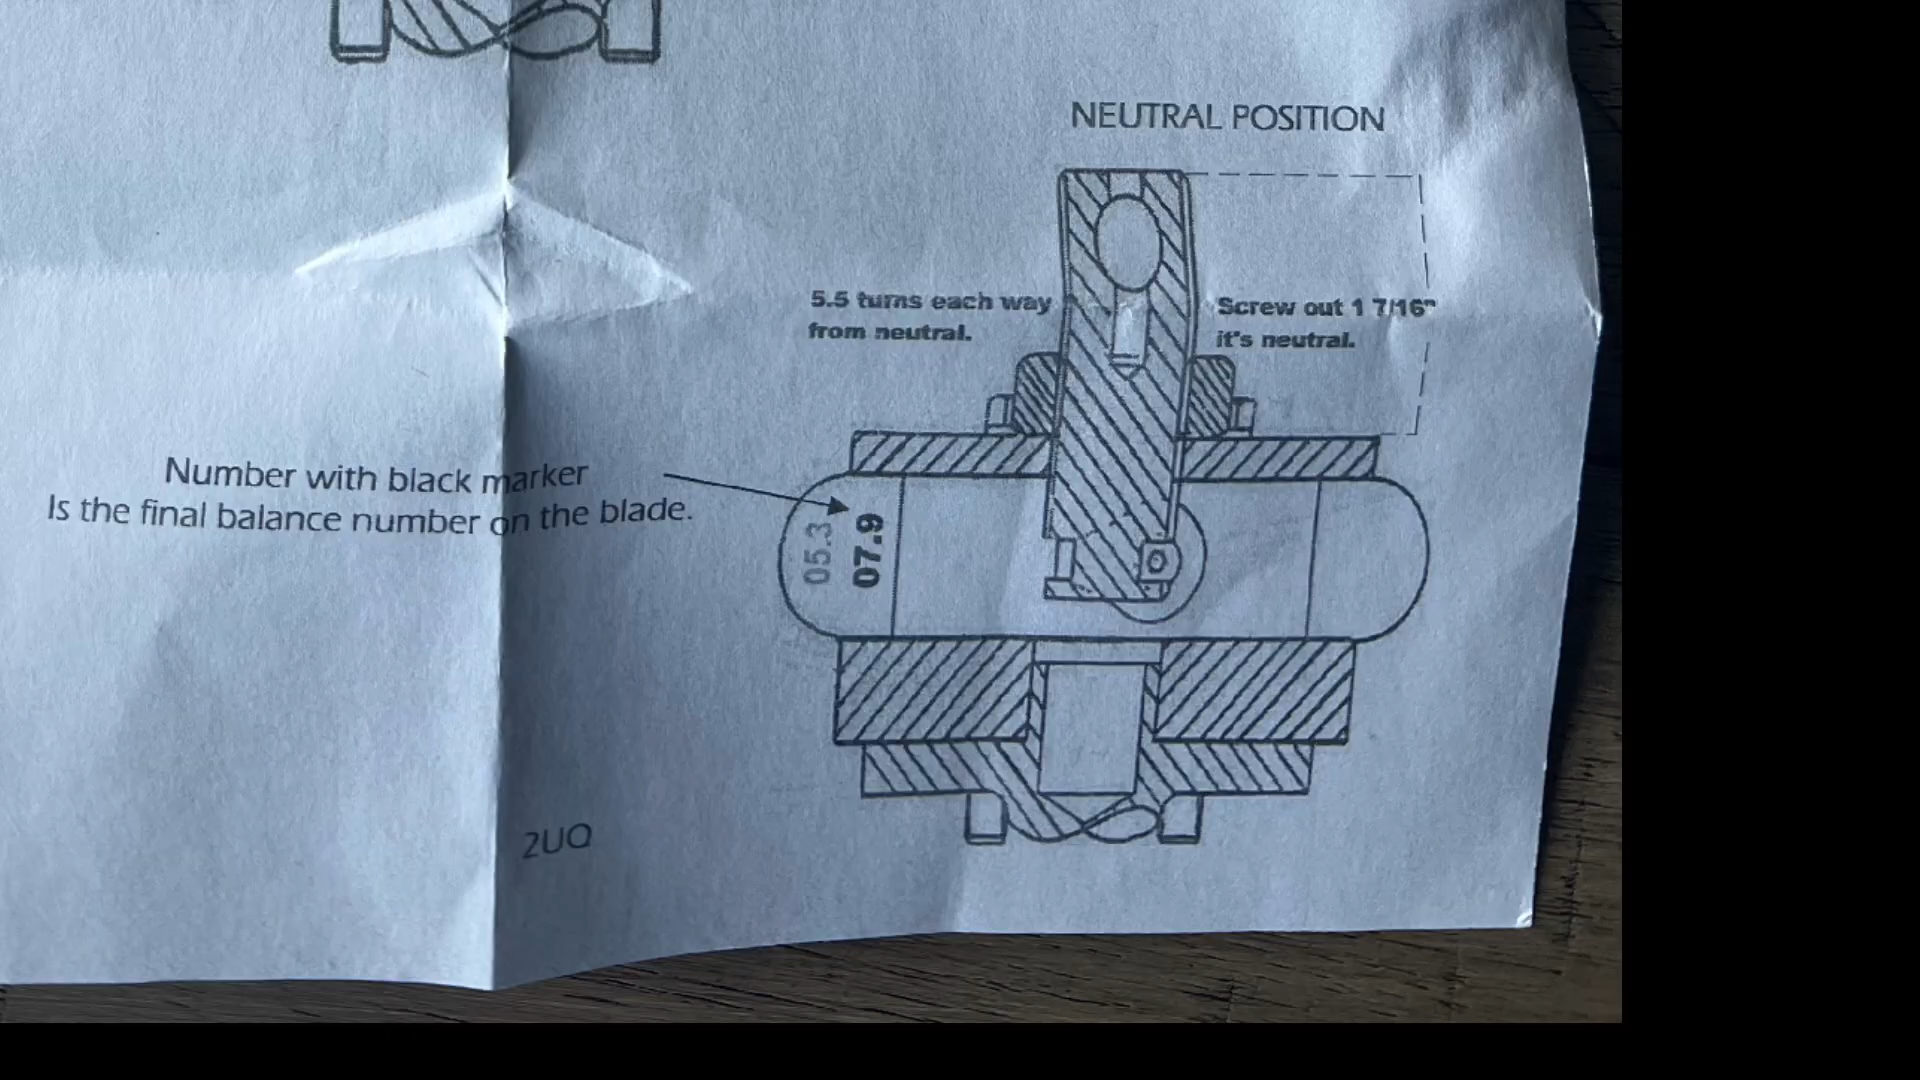 NEUTRAL POSITION
5.5 turns each way
from neutral.
Screw out 1 7/16"
it's neutral.
Number with black marker
Is the final balance number on the blade.
05.3
07.9
2UQ